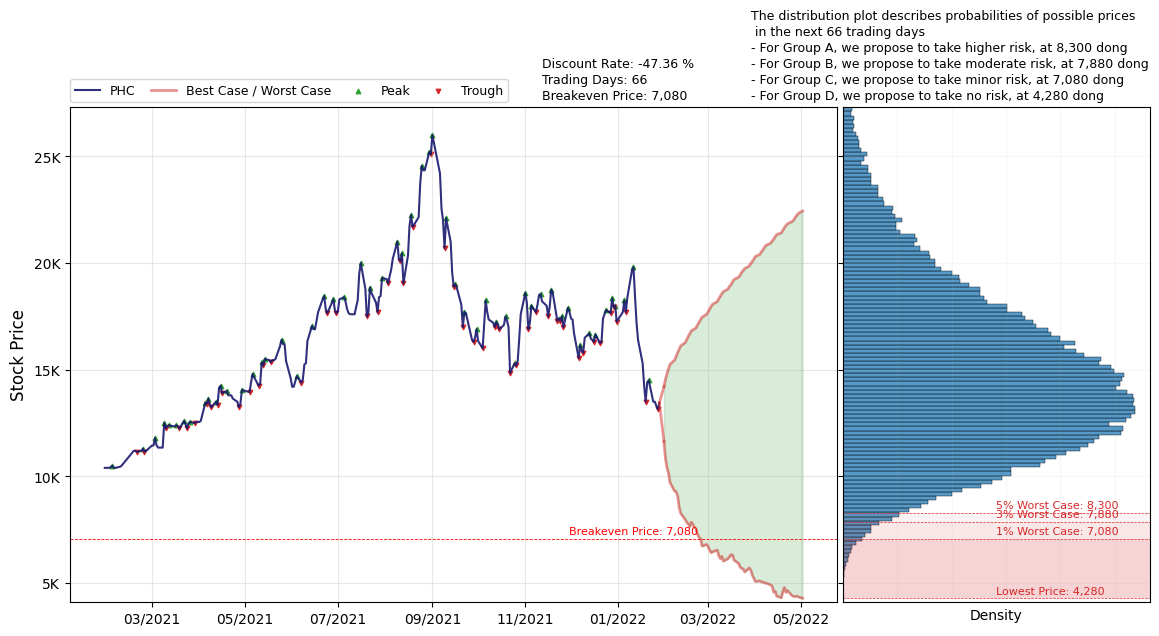 The distribution plot describes probabilities of possible prices
in the next 66 trading days
- For Group A, we propose to take higher risk, at 8,300 dong
- For Group B, we propose to take moderate risk, at 7,880 dong
- For Group C, we propose to take minor risk, at 7,080 dong
- For Group D, we propose to take no risk, at 4,280 dong
Discount Rate: -47.36 %
Trading Days: 66
Breakeven Price: 7,080
PHC
Best Case / Worst Case
Peak
Trough
Stock Price
25K
20K
15K
10K
5K
Breakeven Price: 7,080
03/2021
05/2021
07/2021
09/2021
11/2021
01/2022
03/2022
05/2022
5% Worst Case: 8,300
3% Worst Case: 7,880
1% Worst Case: 7,080
Lowest Price: 4,280
Density